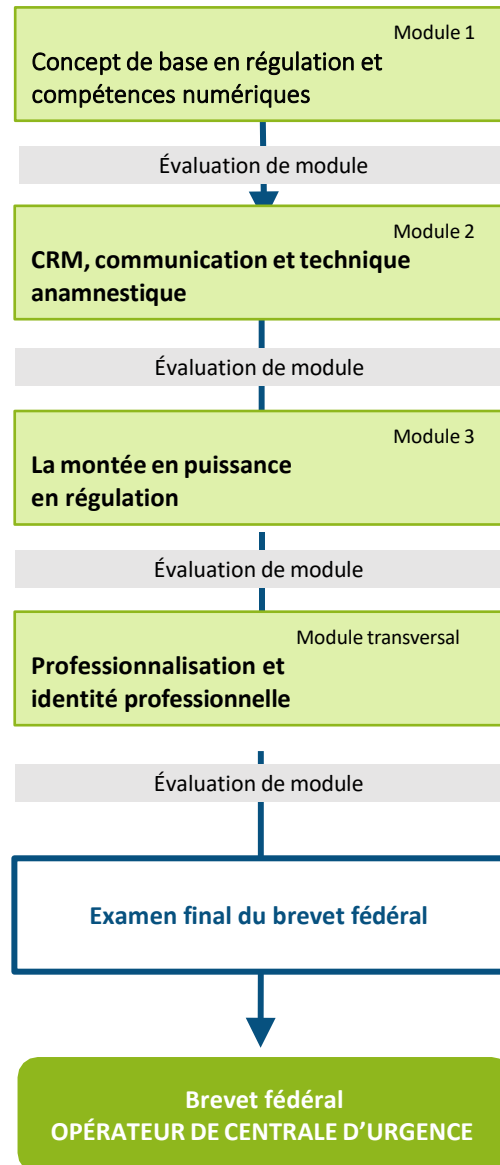 Module 1
Concept de base en régulation et
compétences numériques
Évaluation de module
Module 2
CRM, communication et technique
anamnestique
Évaluation de module
Module 3
La montée en puissance
en régulation
Évaluation de module
Module transversal
Professionnalisation et
identité professionnelle
Évaluation de module
Examen final du brevet fédéral
Brevet fédéral
OPÉRATEUR DE CENTRALE D’URGENCE